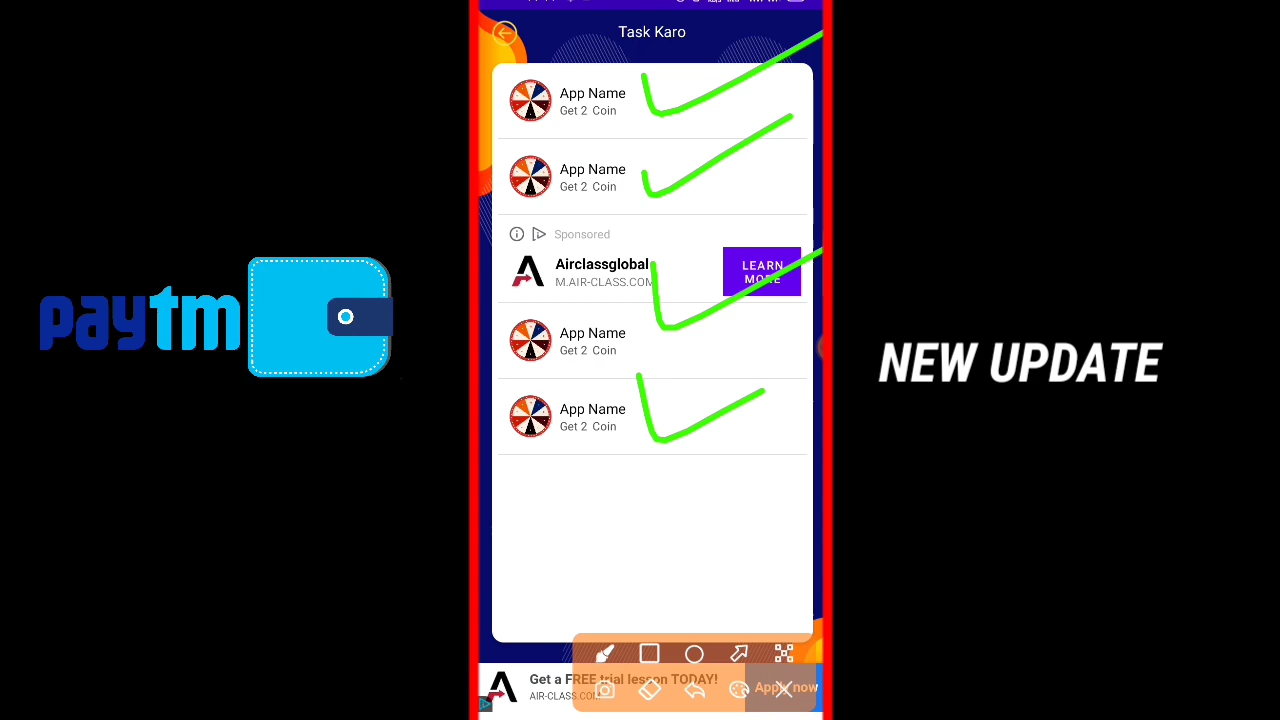 Task Karo
App Name
Get 2 Coin
App Name
Get 2 Coin
Sponsored
Airclassglobal
M.AIR-CLASS.COM
LEARN
MORE
App Name
Get 2 Coin
App Name
Get 2 Coin
paytm
NEW UPDATE
Get a FREE trial lesson TODAY!
AIR-CLASS.COM
Apply now